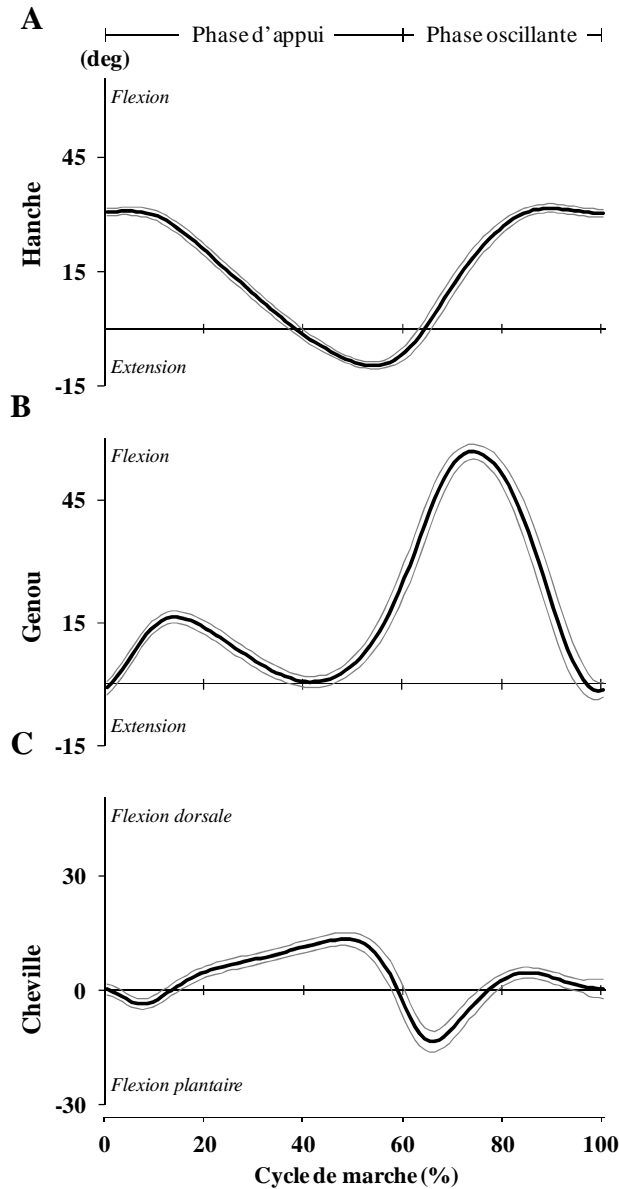 A
Phase d'appui
Phase oscillante
(deg)
Flexion
45
Hanche
15
Extension
-15
B
Flexion
45
Genou
15
Extension
-15
C
Flexion dorsale
30
Cheville
0
Flexion plantaire
-30
0 20 40 60 80 100
Cycle de marche (%)